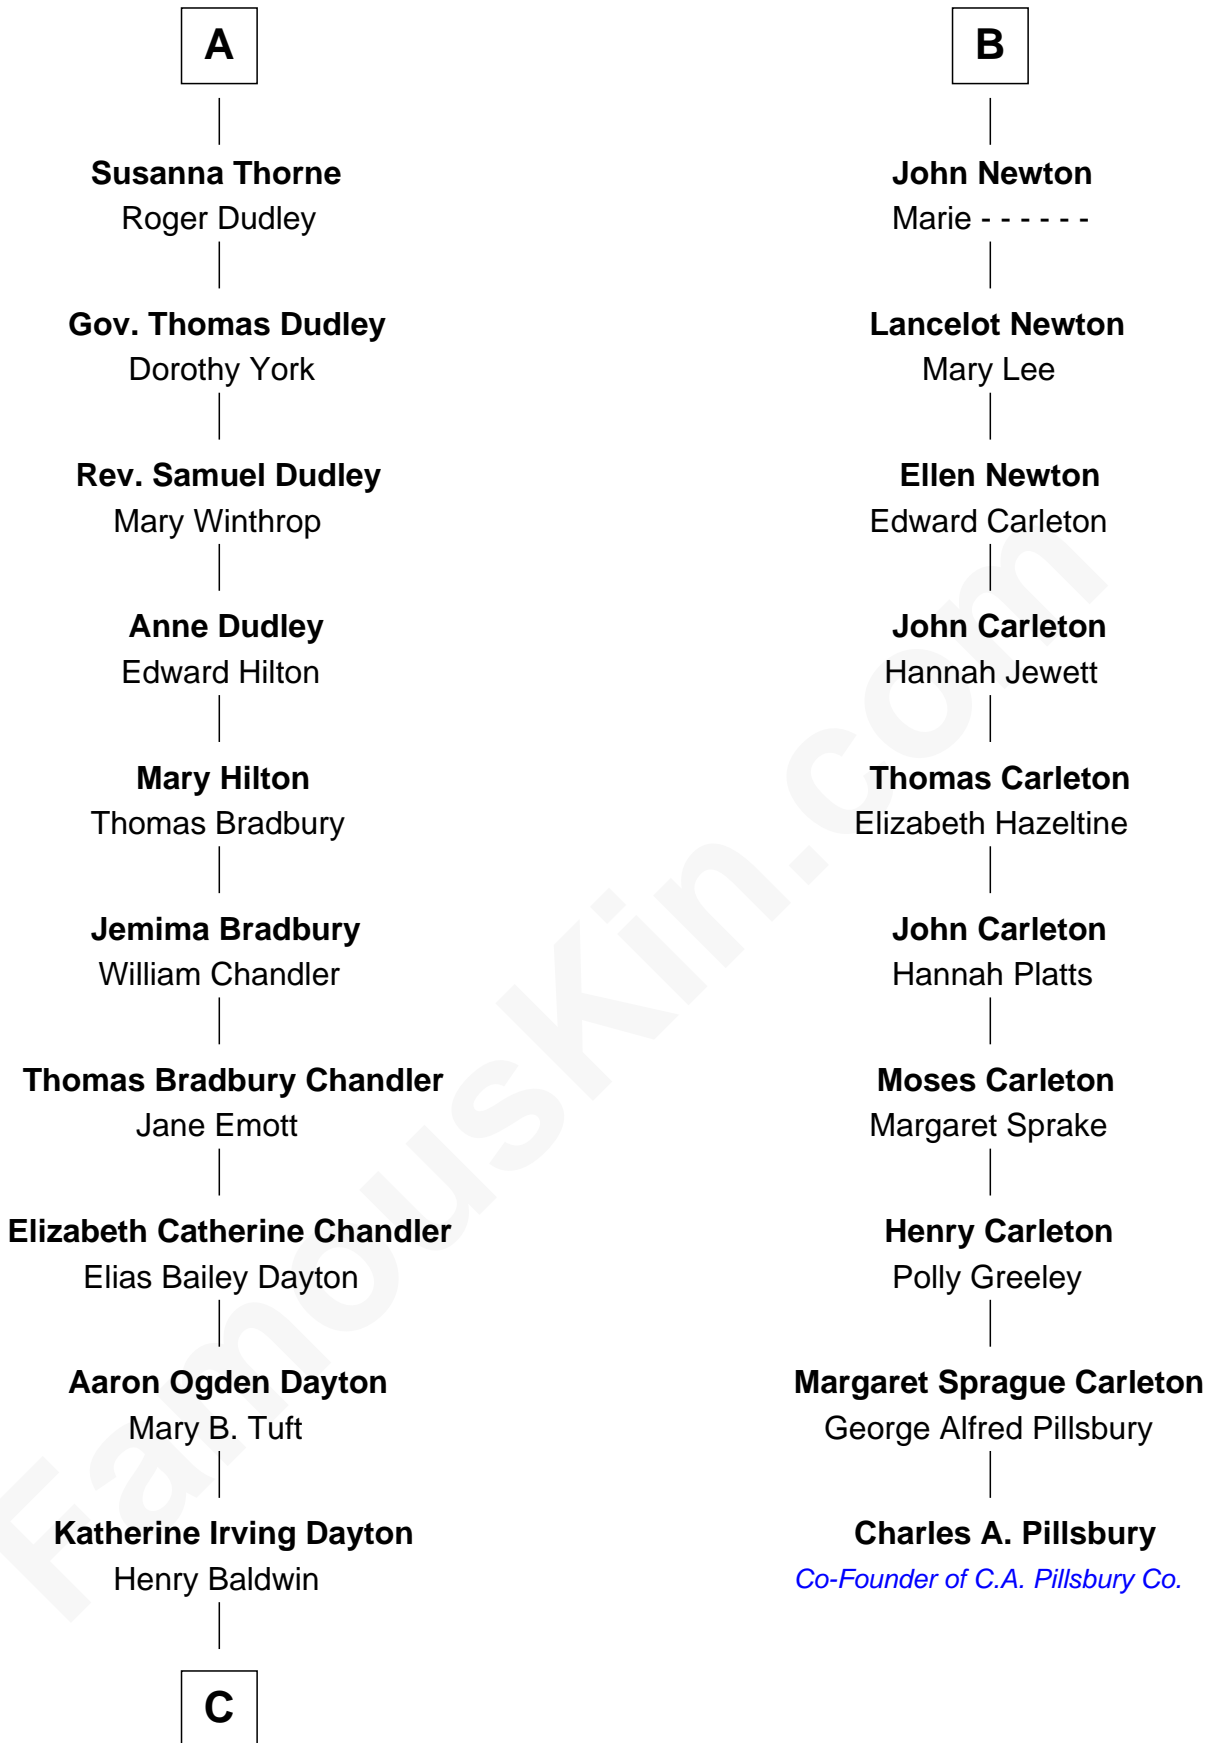 A
Susanna Thorne
Roger Dudley
Gov. Thomas Dudley
Dorothy York
Rev. Samuel Dudley
Mary Winthrop
Anne Dudley
Edward Hilton
Mary Hilton
Thomas Bradbury
Jemima Bradbury
William Chandler
Thomas Bradbury Chandler
Jane Emott
Elizabeth Catherine Chandler
Elias Bailey Dayton
Aaron Ogden Dayton
Mary B. Tuft
Katherine Irving Dayton
Henry Baldwin
C
B
John Newton
Marie - - - - - -
Lancelot Newton
Mary Lee
Ellen Newton
Edward Carleton
John Carleton
Hannah Jewett
Thomas Carleton
Elizabeth Hazeltine
John Carleton
Hannah Platts
Moses Carleton
Margaret Sprake
Henry Carleton
Polly Greeley
Margaret Sprague Carleton
George Alfred Pillsbury
Charles A. Pillsbury
Co-Founder of C.A. Pillsbury Co.
FamousKin.com